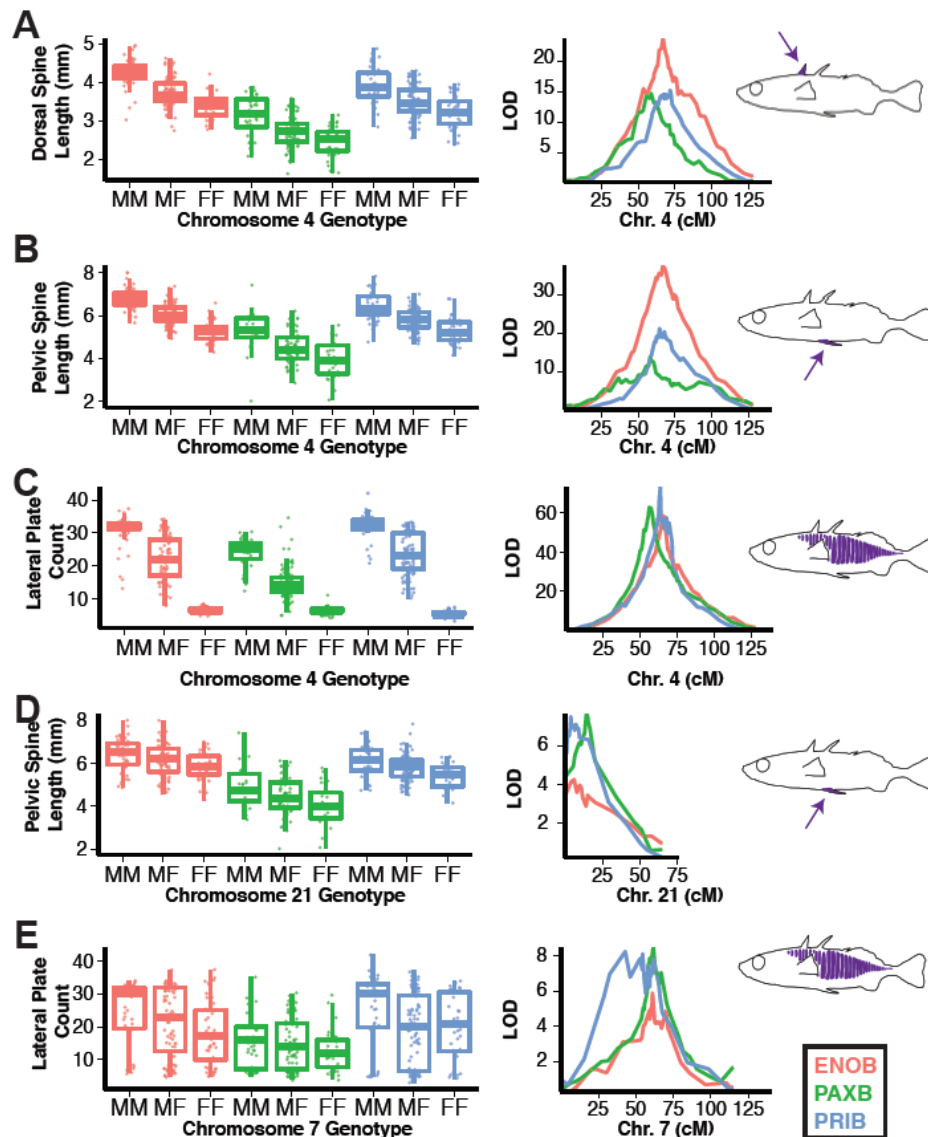 A
Dorsal Spine
Length (mm)
5
4
3
2
MM MF FF MM MF FF MM MF FF
Chromosome 4 Genotype
LOD
20
15
10
5
25 50 75 100 125
Chr. 4 (cM)
B
Pelvic Spine
Length (mm)
8
6
4
2
MM MF FF MM MF FF MM MF FF
Chromosome 4 Genotype
LOD
30
20
10
25 50 75 100 125
Chr. 4 (cM)
C
Lateral Plate
Count
40
30
20
10
MM MF FF MM MF FF MM MF FF
Chromosome 4 Genotype
LOD
60
40
20
25 50 75 100 125
Chr. 4 (cM)
D
Pelvic Spine
Length (mm)
8
6
4
2
MM MF FF MM MF FF MM MF FF
Chromosome 21 Genotype
LOD
6
4
2
25 50 75
Chr. 21 (cM)
E
Lateral Plate
Count
40
30
20
10
MM MF FF MM MF FF MM MF FF
Chromosome 7 Genotype
LOD
8
6
4
2
25 50 75 100 125
Chr. 7 (cM)
ENOB
PAXB
PRIB